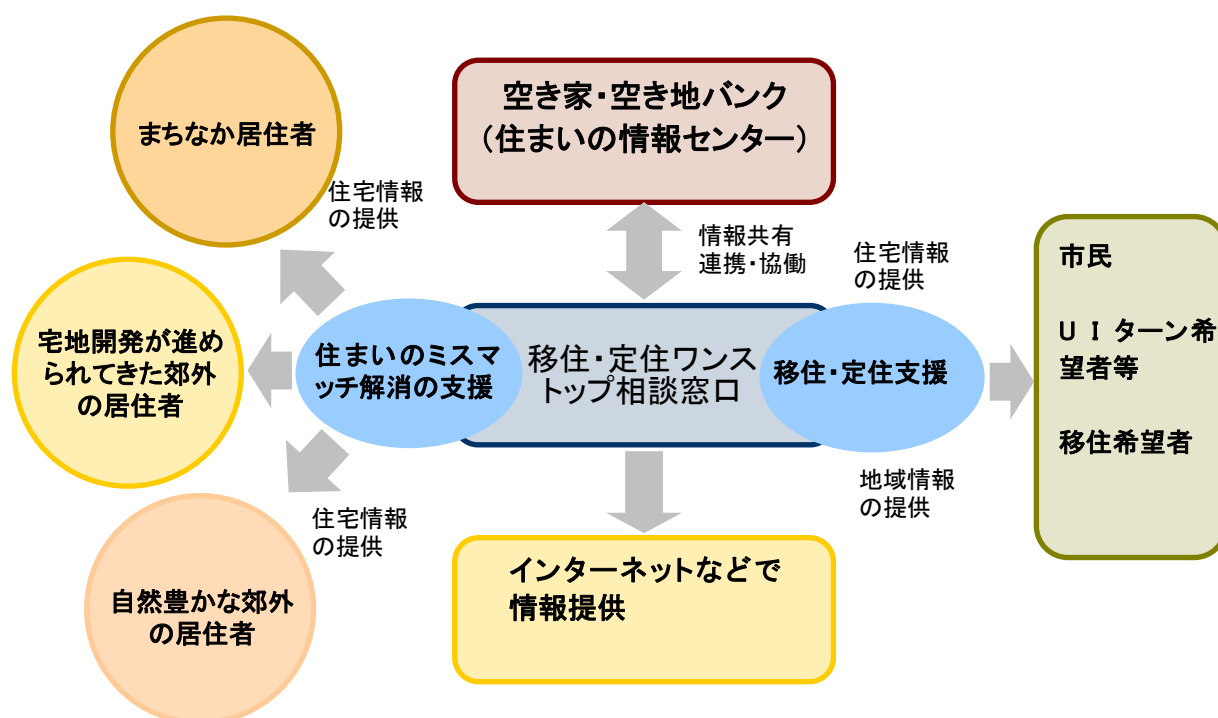 まちなか居住者
住宅情報
の提供
宅地開発が進め
られてきた郊外
の居住者
住まいのミスマ
ッチ解消の支援
住宅情報
の提供
自然豊かな郊外
の居住者
空き家・空き地バンク
（住まいの情報センター）
情報共有
連携・協働
移住・定住ワンス
トップ相談窓口
インターネットなどで
情報提供
住宅情報
の提供
移住・定住支援
地域情報
の提供
市民
ＵＩターン希
望者等
移住希望者